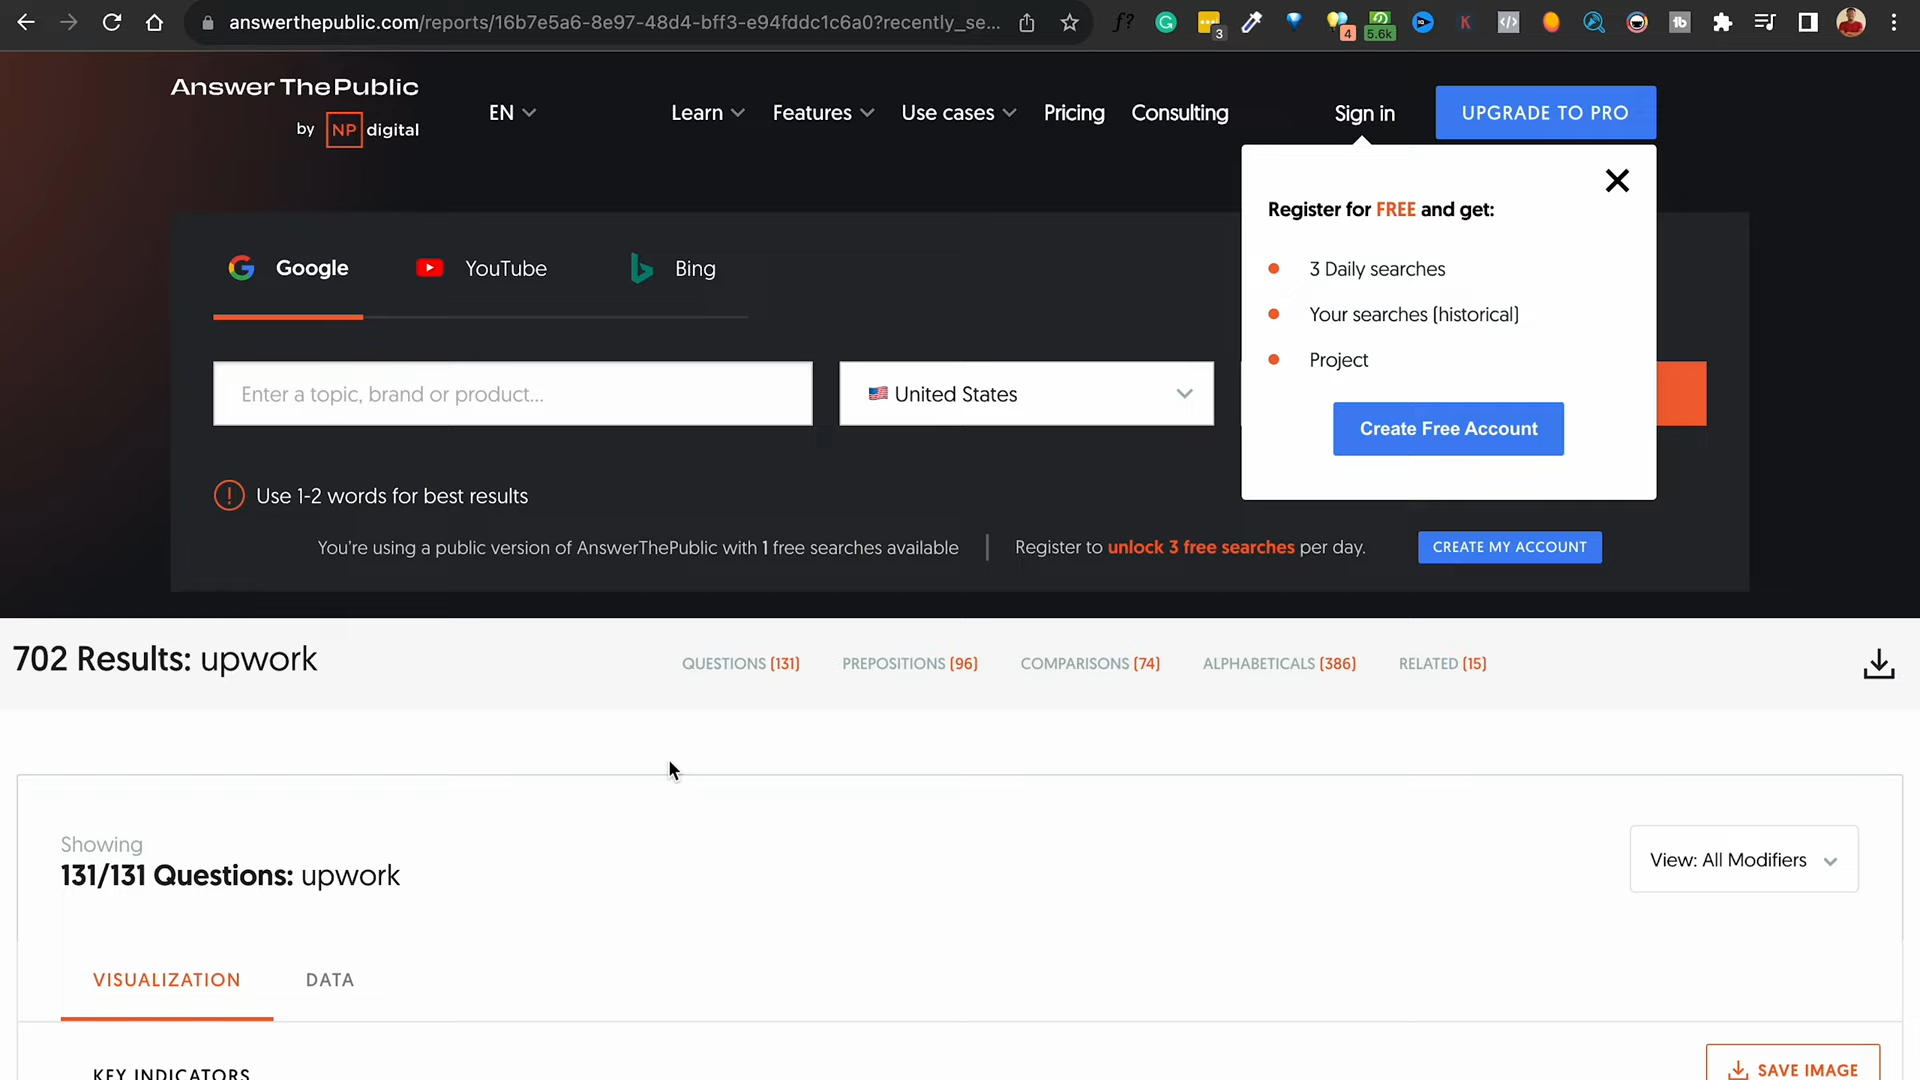 answerthepublic.com/reports/16b7e5a6-8e97-48d4-bff3-e94fddc1c6a0?recently_se...
f?
3
4
5.6k
K
tb
Answer The Public
by NP digital
EN
Learn
Features
Use cases
Pricing
Consulting
Sign in
UPGRADE TO PRO
Register for FREE and get:
3 Daily searches
Your searches (historical)
Project
Create Free Account
Google
YouTube
Bing
Enter a topic, brand or product...
United States
! Use 1-2 words for best results
You're using a public version of AnswerThePublic with 1 free searches available
Register to unlock 3 free searches per day.
CREATE MY ACCOUNT
702 Results: upwork
QUESTIONS (131)
PREPOSITIONS (96)
COMPARISONS (74)
ALPHABETICALS (386)
RELATED (15)
Showing
131/131 Questions: upwork
View: All Modifiers
VISUALIZATION
DATA
KEY INDICATORS
SAVE IMAGE